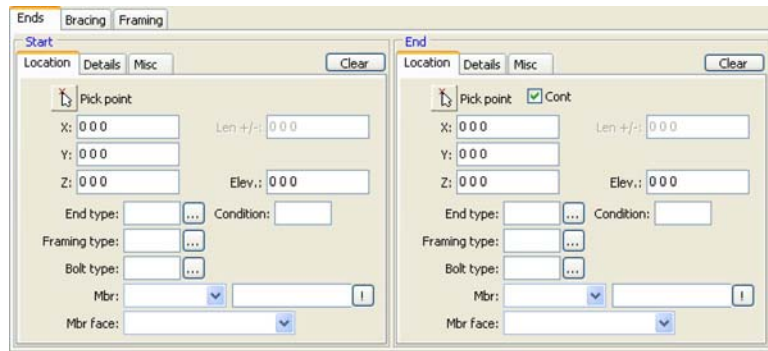 Ends Bracing Framing
Start
Location Details Misc Clear
Pick point
X: 0 0 0 Len +/-: 0 0 0
Y: 0 0 0
Z: 0 0 0 Elev.: 0 0 0
End type: ... Condition:
Framing type: ...
Bolt type: ...
Mbr: !
Mbr face:
End
Location Details Misc Clear
Pick point Cont
X: 0 0 0 Len +/-: 0 0 0
Y: 0 0 0
Z: 0 0 0 Elev.: 0 0 0
End type: ... Condition:
Framing type: ...
Bolt type: ...
Mbr: !
Mbr face: